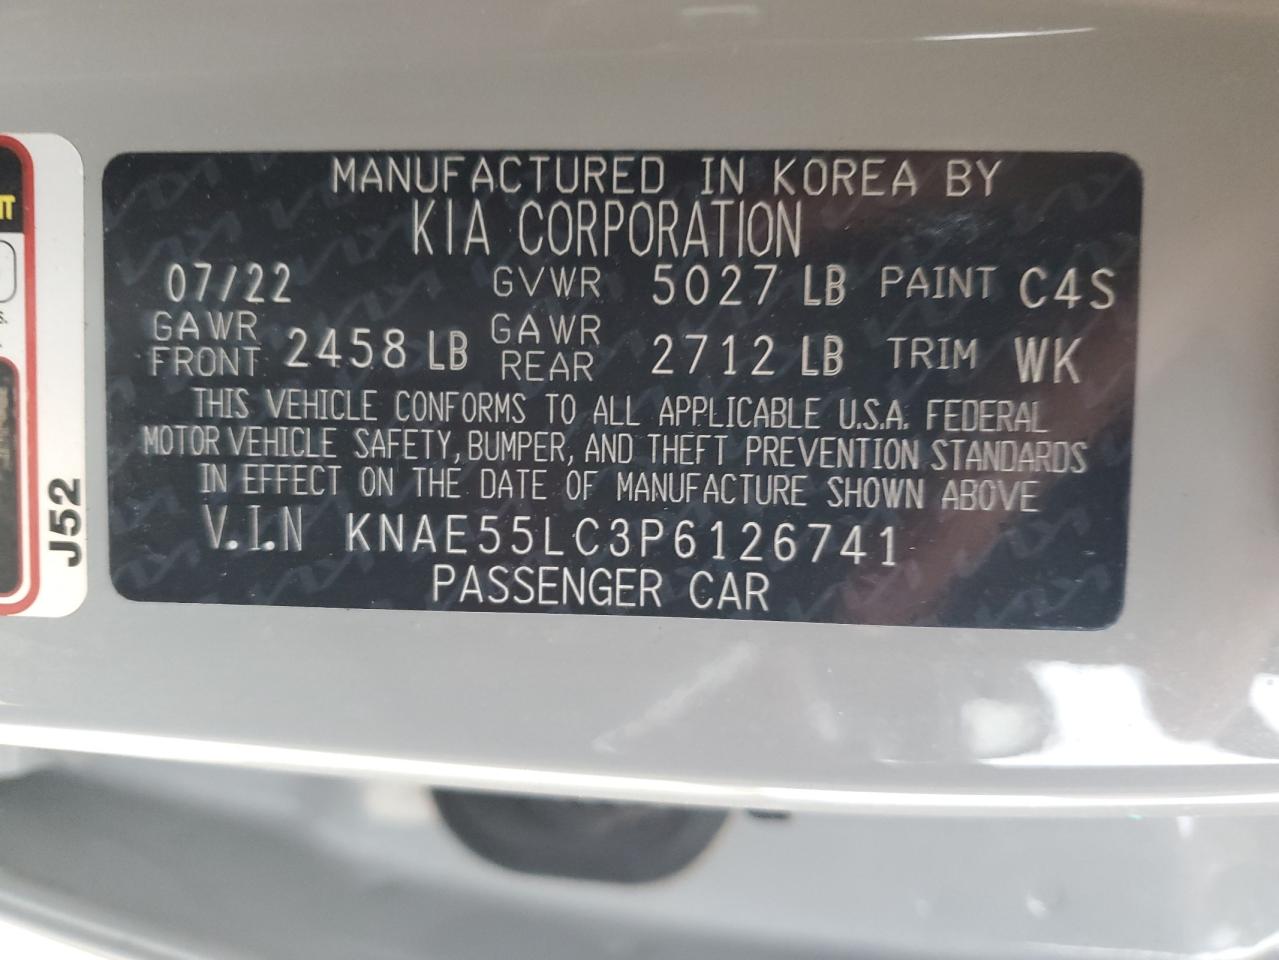 MANUFACTURED IN KOREA BY
KIA CORPORATION
07/22 GVWR 5027 LB PAINT C4S
GAWR FRONT 2458 LB GAWR REAR 2712 LB TRIM WK
THIS VEHICLE CONFORMS TO ALL APPLICABLE U.S.A. FEDERAL
MOTOR VEHICLE SAFETY, BUMPER, AND THEFT PREVENTION STANDARDS
IN EFFECT ON THE DATE OF MANUFACTURE SHOWN ABOVE
V.I.N KNAE55LC3P6126741
PASSENGER CAR
J52